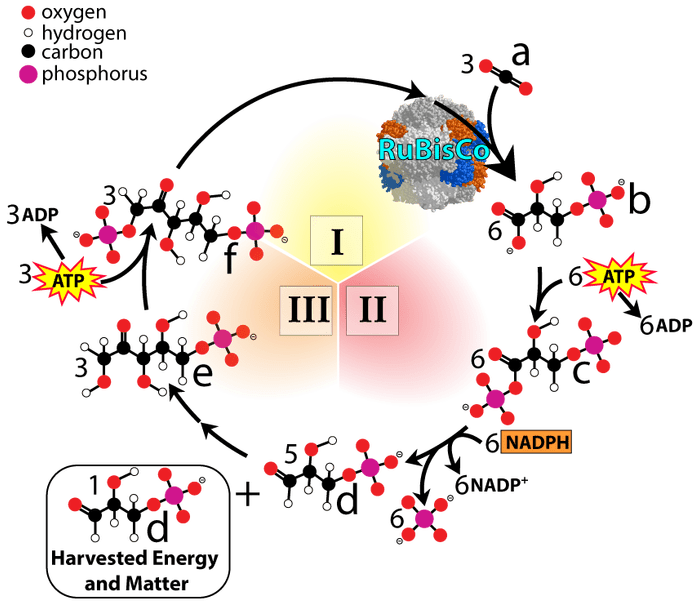 oxygen
hydrogen
carbon
phosphorus
3
a
RuBisCo
b
6
3
f
3 ADP
3 ATP
I
III
II
6 ATP
6 ADP
6
c
3
e
6 NADPH
6 NADP⁺
5
d
6
+
1
d
Harvested Energy
and Matter